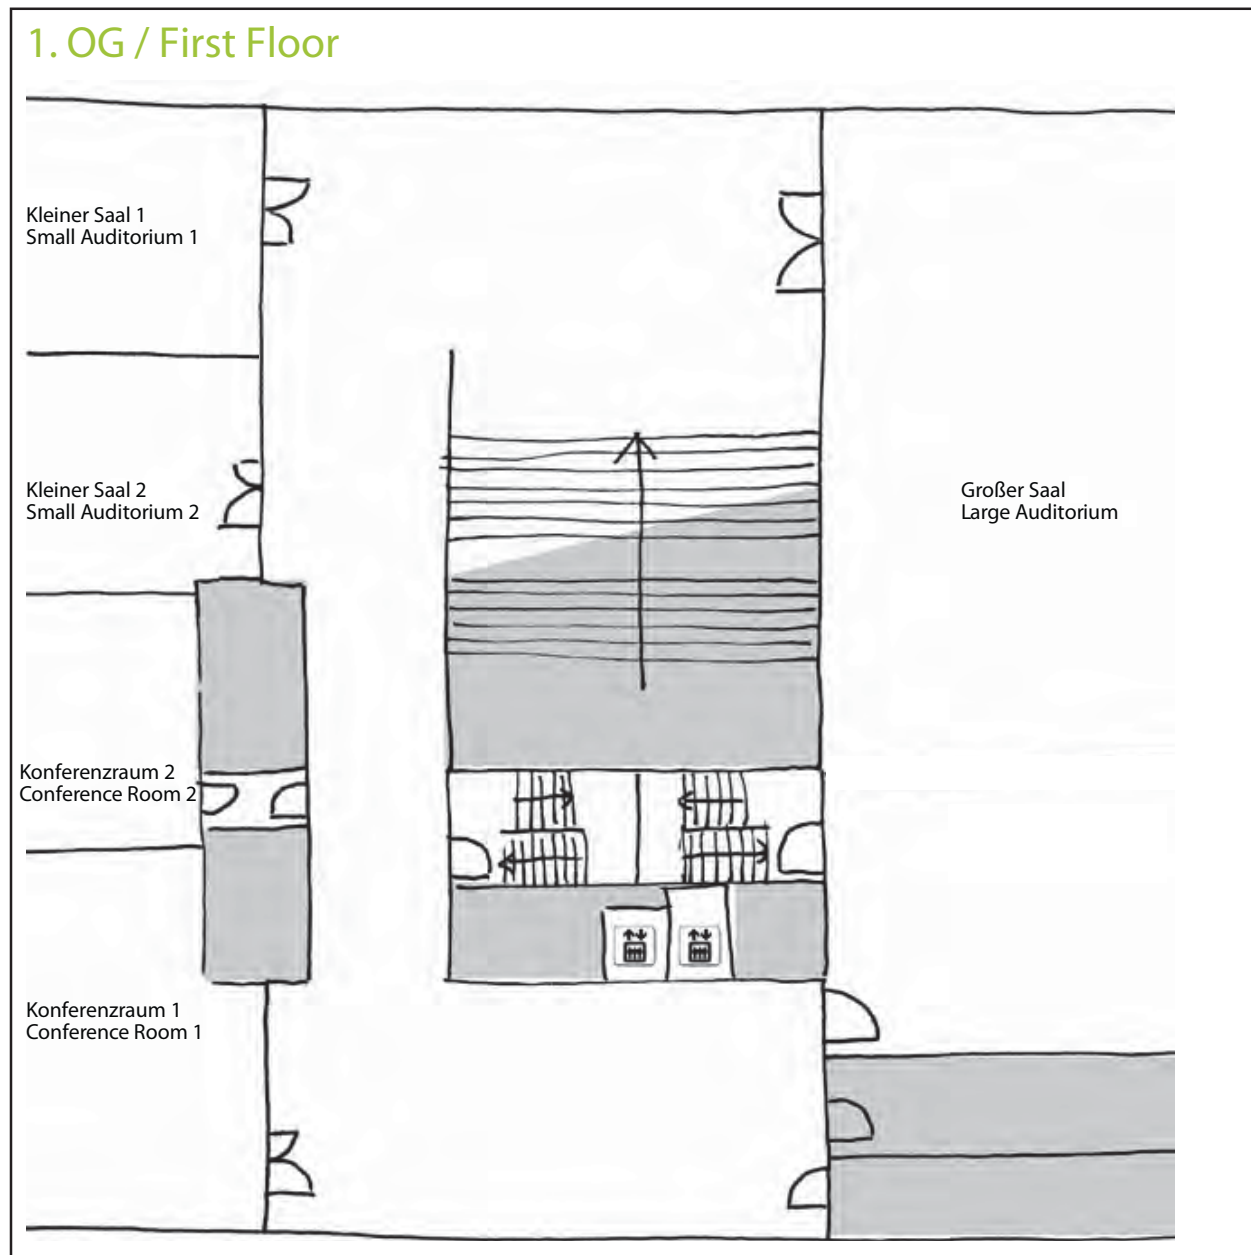 1. OG / First Floor
Kleiner Saal 1
Small Auditorium 1
Kleiner Saal 2
Small Auditorium 2
Großer Saal
Large Auditorium
Konferenzraum 2
Conference Room 2
Konferenzraum 1
Conference Room 1